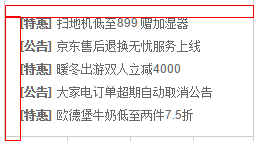 [特惠] 扫地机低至899 赠加湿器
[公告] 京东售后退换无忧服务上线
[特惠] 暖冬出游双人立减4000
[公告] 大家电订单超期自动取消公告
[特惠] 欧德堡牛奶低至两件7.5折